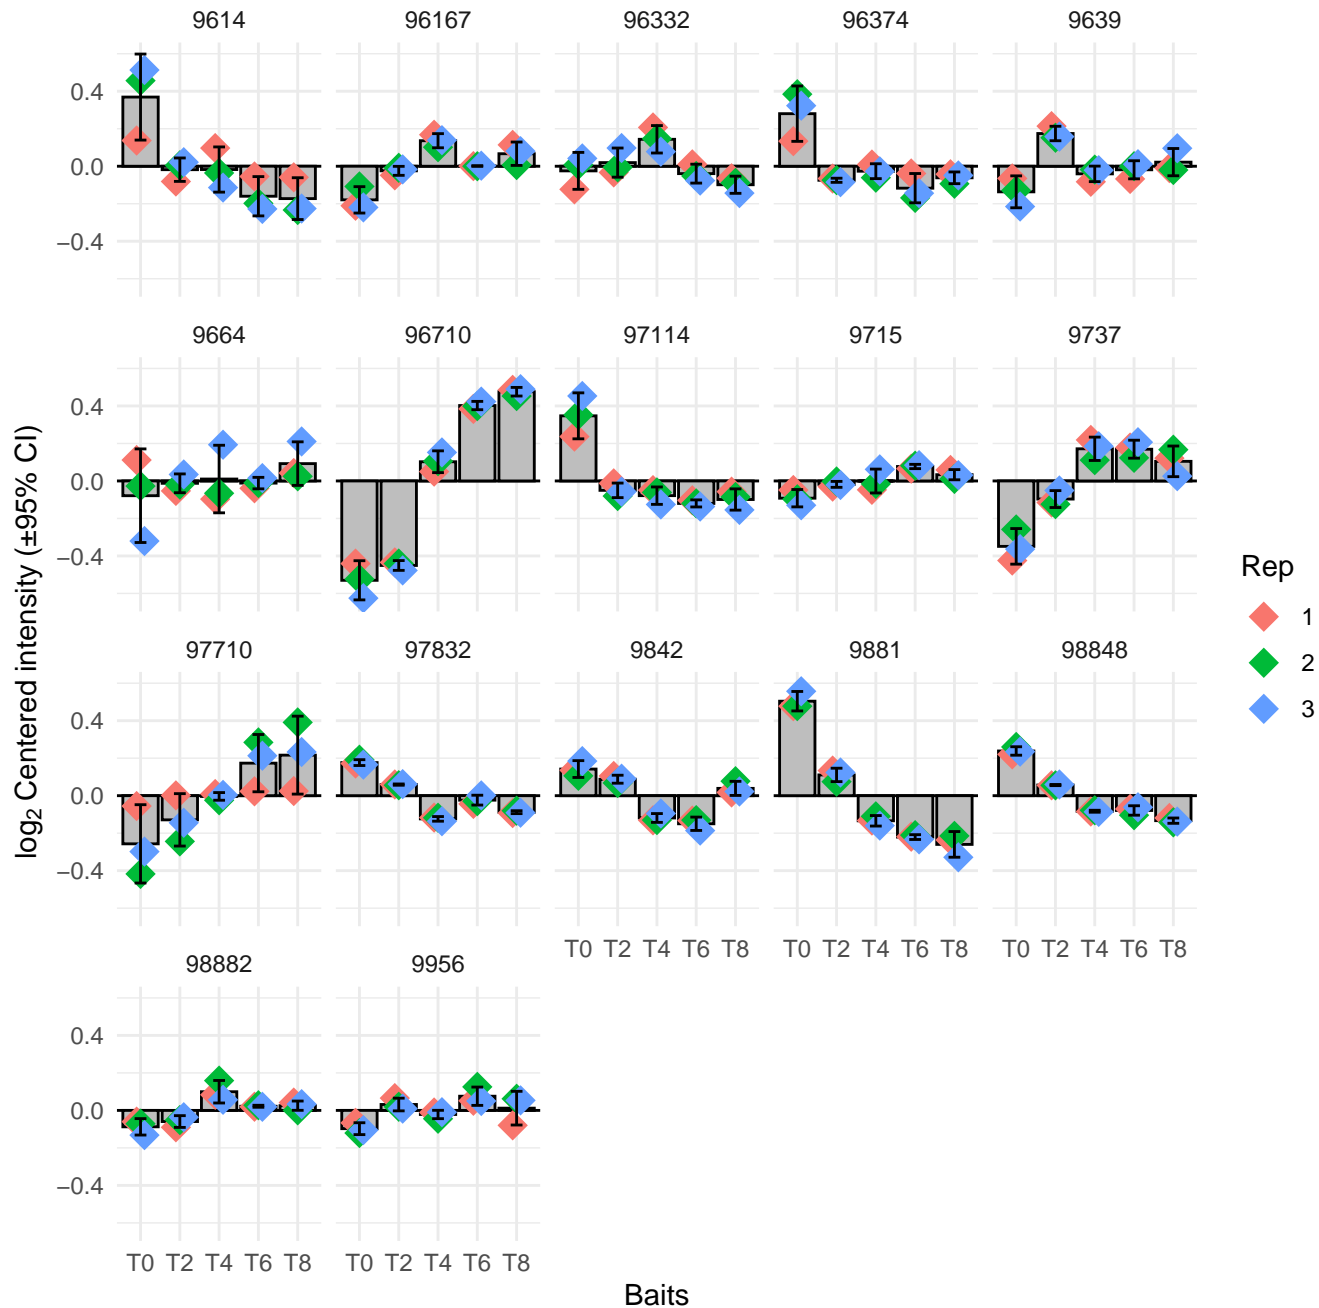 9614 96167 96332 96374 9639
0.4
0.0
−0.4
9664 96710 97114 9715 9737
0.4
0.0
−0.4
97710 97832 9842 9881 98848
0.4
0.0
−0.4
T0 T2 T4 T6 T8 T0 T2 T4 T6 T8 T0 T2 T4 T6 T8
98882 9956
0.4
0.0
−0.4
T0 T2 T4 T6 T8 T0 T2 T4 T6 T8
Baits
log₂ Centered intensity (±95% CI)
Rep
1
2
3